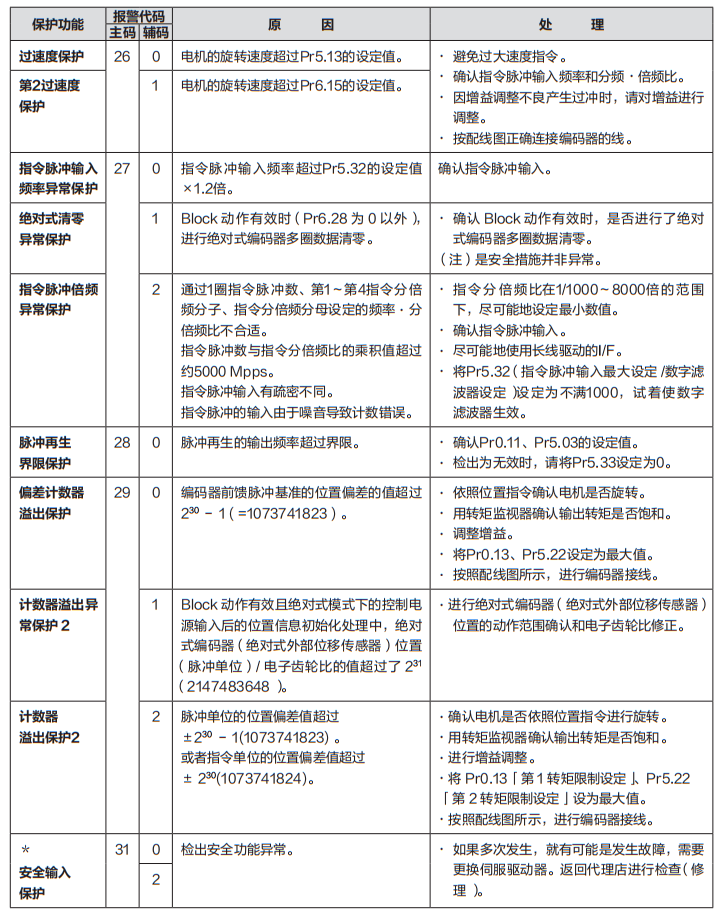 保护功能 报警代码 原 因 处 理
主码 辅码
过速度保护 26 0 电机的旋转速度超过Pr5.13的设定值。
· 避免过大速度指令。
· 确认指令脉冲输入频率和分频·倍频比。
· 因增益调整不良产生过冲时，请对增益进行
调整。
· 按配线图正确连接编码器的线。
第2过速度
保护
1 电机的旋转速度超过Pr6.15的设定值。
指令脉冲输入
频率异常保护
27 0 指令脉冲输入频率超过Pr5.32的设定值
×1.2倍。
确认指令脉冲输入。
绝对式清零
异常保护
1 Block 动作有效时（Pr6.28 为 0 以外），
进行绝对式编码器多圈数据清零。
· 确认 Block 动作有效时，是否进行了绝对
式编码器多圈数据清零。
（注）是安全措施并非异常。
指令脉冲倍频
异常保护
2 通过1圈指令脉冲数、第1～第4指令分倍
频分子、指令分倍频分母设定的频率·分
倍频比不合适。
指令脉冲数与指令分倍频比的乘积值超过
约5000 Mpps。
指令脉冲输入有疏密不同。
指令脉冲的输入由于噪音导致计数错误。
· 指令分倍频比在1/1000～8000倍的范围
下，尽可能地设定最小数值。
· 确认指令脉冲输入。
· 尽可能地使用长线驱动的I/F。
· 将Pr5.32（指令脉冲输入最大设定 /数字滤
波器设定 )设定为不满1000，试着使数字
滤波器生效。
脉冲再生
界限保护
28 0 脉冲再生的输出频率超过界限。
· 确认Pr0.11、Pr5.03的设定值。
· 检出为无效时，请将Pr5.33设定为0。
偏差计数器
溢出保护
29 0 编码器前馈脉冲基准的位置偏差的值超过
2³⁰ － 1（=1073741823 ）。
· 依照位置指令确认电机是否旋转。
· 用转矩监视器确认输出转矩是否饱和。
· 调整增益。
· 将Pr0.13、Pr5.22设定为最大值。
· 按照配线图所示，进行编码器接线。
计数器溢出异
常保护 2
1 Block 动作有效且绝对式模式下的控制电
源输入后的位置信息初始化处理中，绝对
式编码器（绝对式外部位移传感器）位置
（脉冲单位）/ 电子齿轮比的值超过了 2³¹
（2147483648 ）。
·进行绝对式编码器（绝对式外部位移传感器）
位置的动作范围确认和电子齿轮比修正。
计数器
溢出保护2
2 脉冲单位的位置偏差值超过
±2³⁰ － 1(1073741823) 。
或者指令单位的位置偏差值超过
± 2³⁰(1073741824)。
·确认电机是否依照位置指令进行旋转。
·用转矩监视器确认输出转矩是否饱和。
·进行增益调整。
·将 Pr0.13「第 1 转矩限制设定」、Pr5.22
「第 2 转矩限制设定」设为最大值。
·按照配线图所示，进行编码器接线。
＊
安全输入
保护
31 0 检出安全功能异常。
2
· 如果多次发生，就有可能是发生故障，需要
更换伺服驱动器。返回代理店进行检查（修
理 ）。